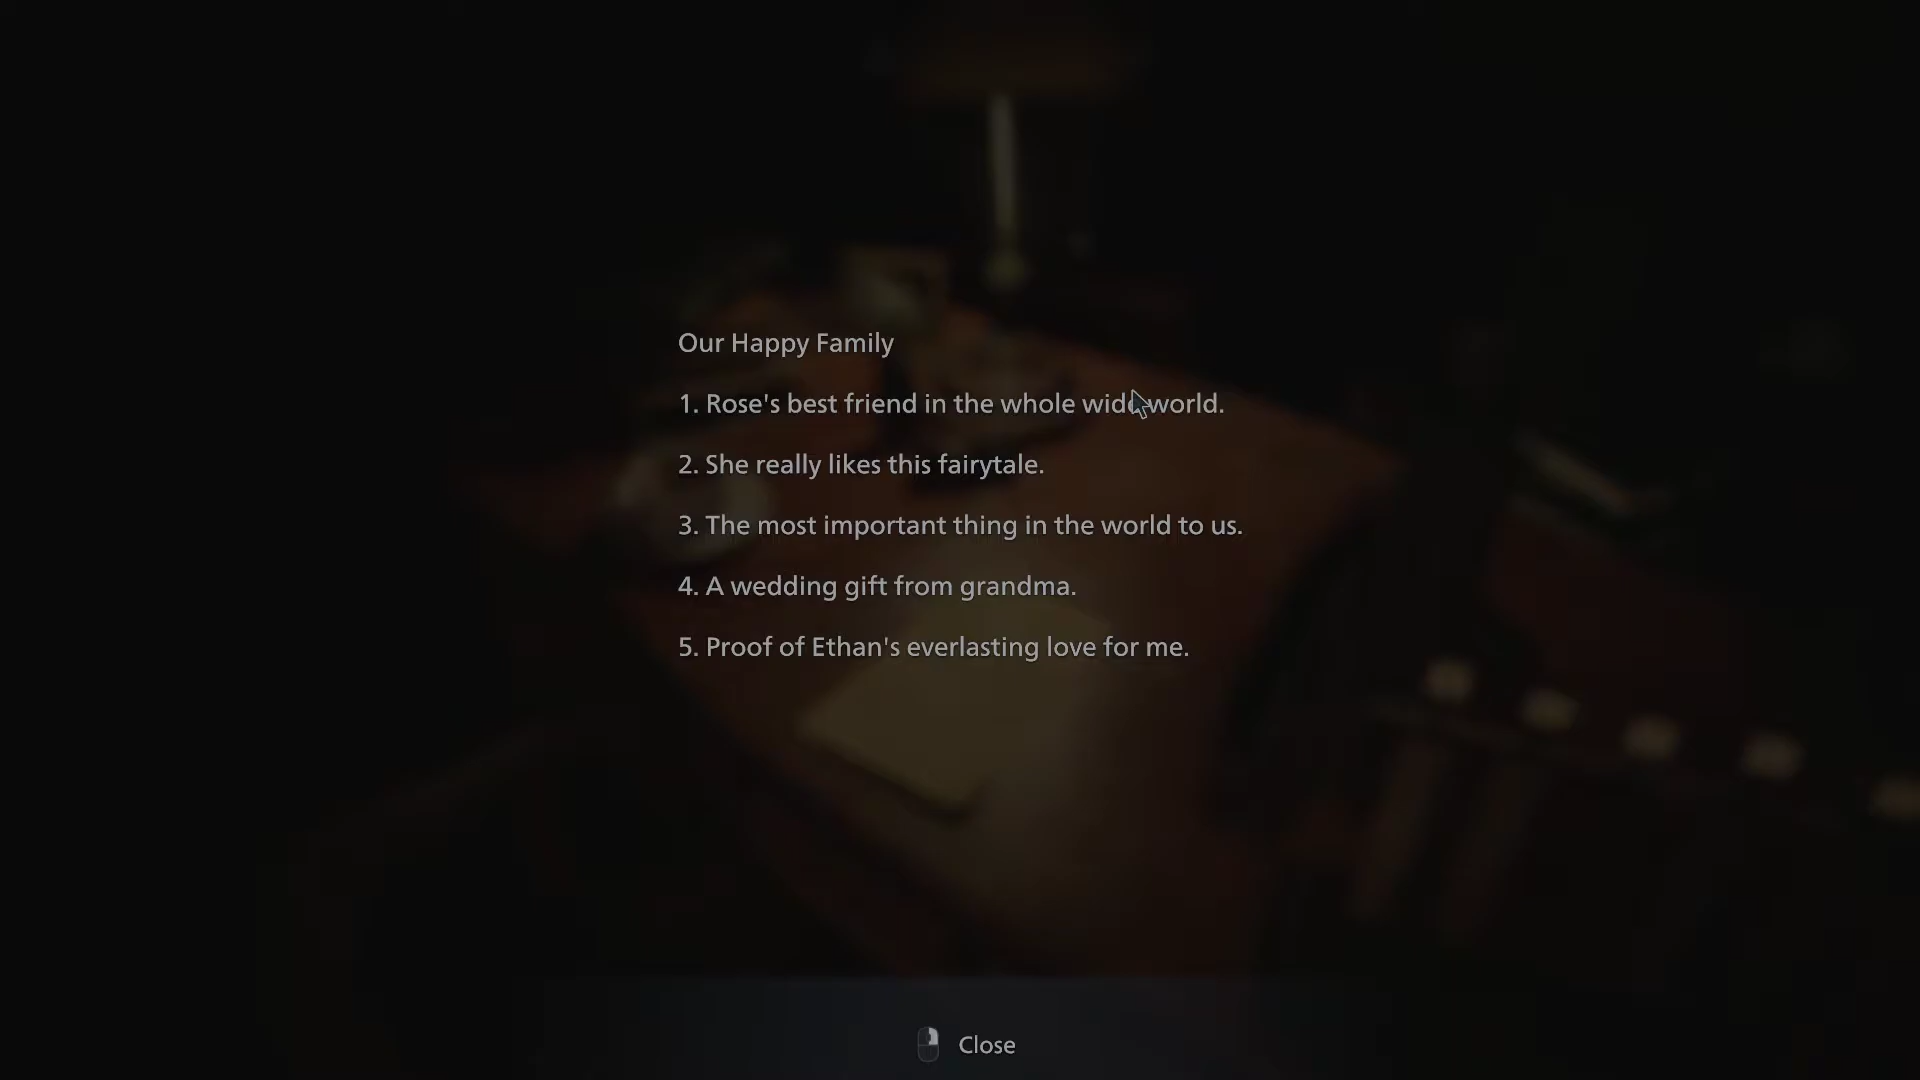 Our Happy Family
1. Rose's best friend in the whole wide world.
2. She really likes this fairytale.
3. The most important thing in the world to us.
4. A wedding gift from grandma.
5. Proof of Ethan's everlasting love for me.
Close